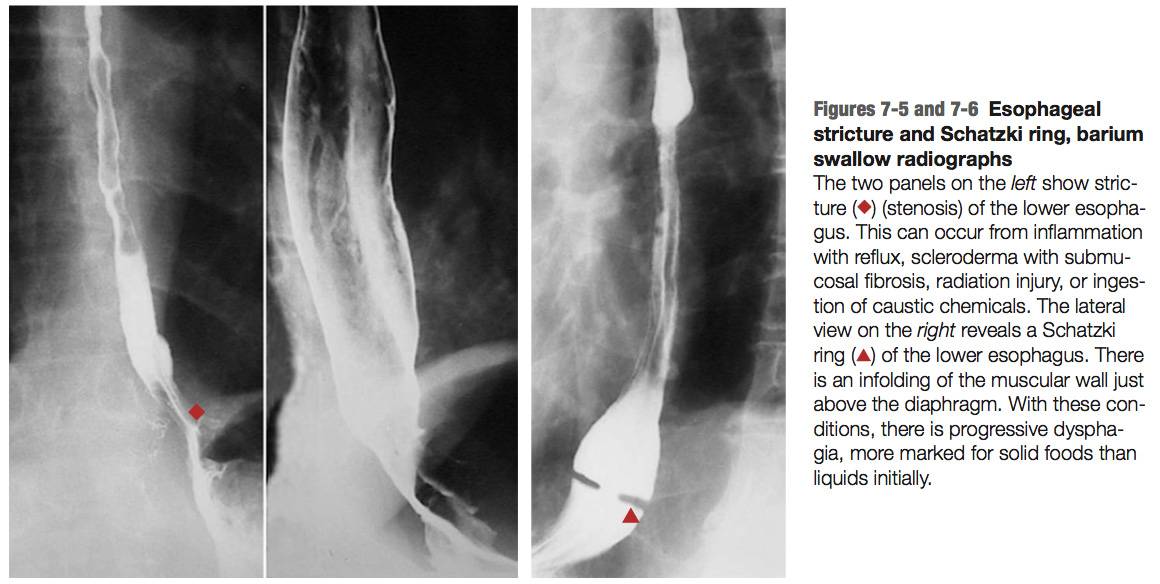 Figures 7-5 and 7-6 Esophageal
stricture and Schatzki ring, barium
swallow radiographs
The two panels on the left show stric-
ture (♦) (stenosis) of the lower esopha-
gus. This can occur from inflammation
with reflux, scleroderma with submu-
cosal fibrosis, radiation injury, or inges-
tion of caustic chemicals. The lateral
view on the right reveals a Schatzki
ring (▲) of the lower esophagus. There
is an infolding of the muscular wall just
above the diaphragm. With these con-
ditions, there is progressive dyspha-
gia, more marked for solid foods than
liquids initially.